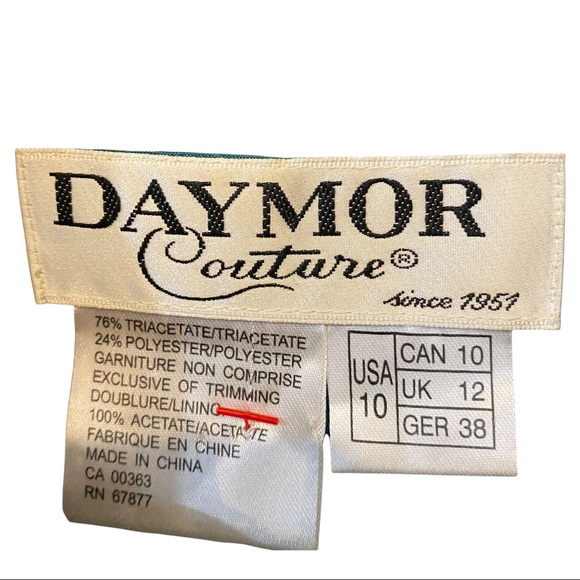 DAYMOR
Couture®
since 1951
76% TRIACETATE/TRIACETATE
24% POLYESTER/POLYESTER
GARNITURE NON COMPRISE
EXCLUSIVE OF TRIMMING
DOUBLURE/LINING
100% ACETATE/ACETATE
FABRIQUE EN CHINE
MADE IN CHINA
CA 00363
RN 67877
USA 10
CAN 10
UK 12
GER 38